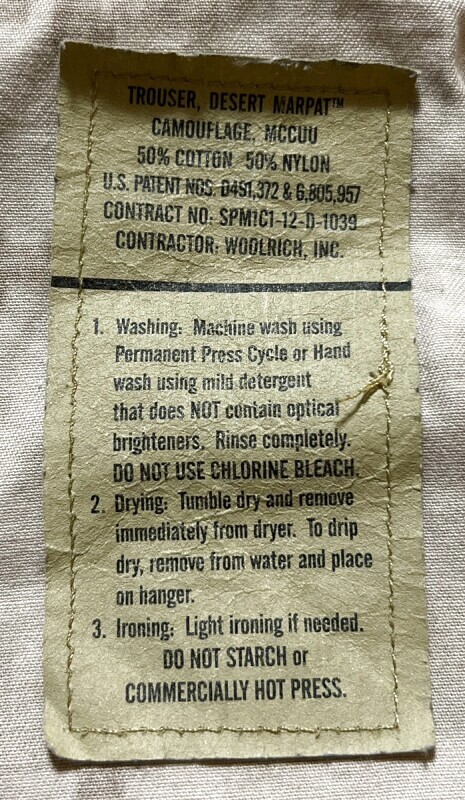 TROUSER, DESERT MARPAT™
CAMOUFLAGE, MCCUU
50% COTTON 50% NYLON
U.S. PATENT NOS. D491,372 & 6,805,957
CONTRACT NO: SPM1C1-12-D-1039
CONTRACTOR: WOOLRICH, INC.
1. Washing: Machine wash using
Permanent Press Cycle or Hand
wash using mild detergent
that does NOT contain optical
brighteners. Rinse completely.
DO NOT USE CHLORINE BLEACH.
2. Drying: Tumble dry and remove
immediately from dryer. To drip
dry, remove from water and place
on hanger.
3. Ironing: Light ironing if needed.
DO NOT STARCH or
COMMERCIALLY HOT PRESS.